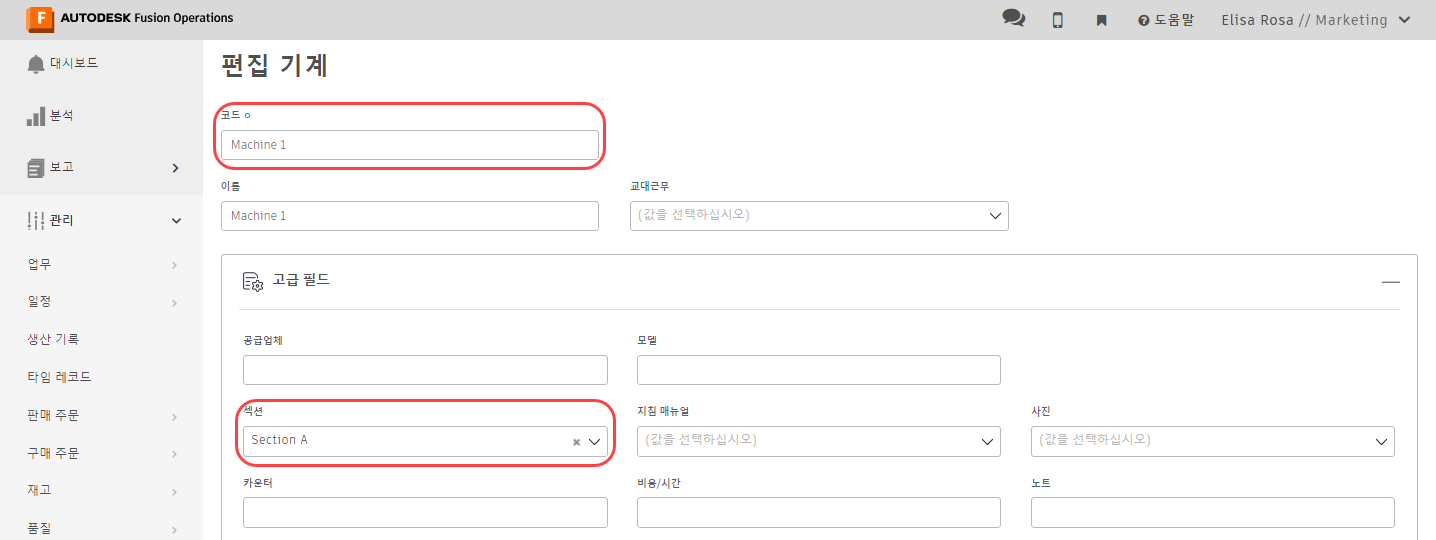 AUTODESK Fusion Operations
도움말
Elisa Rosa // Marketing
대시보드
분석
보고
관리
업무
일정
생산 기록
타임 레코드
판매 주문
구매 주문
재고
품질
편집 기계
코드
Machine 1
이름
교대근무
Machine 1
(값을 선택하십시오)
고급 필드
공급업체
모델
섹션
지침 매뉴얼
사진
Section A
(값을 선택하십시오)
(값을 선택하십시오)
카운터
비용/시간
노트